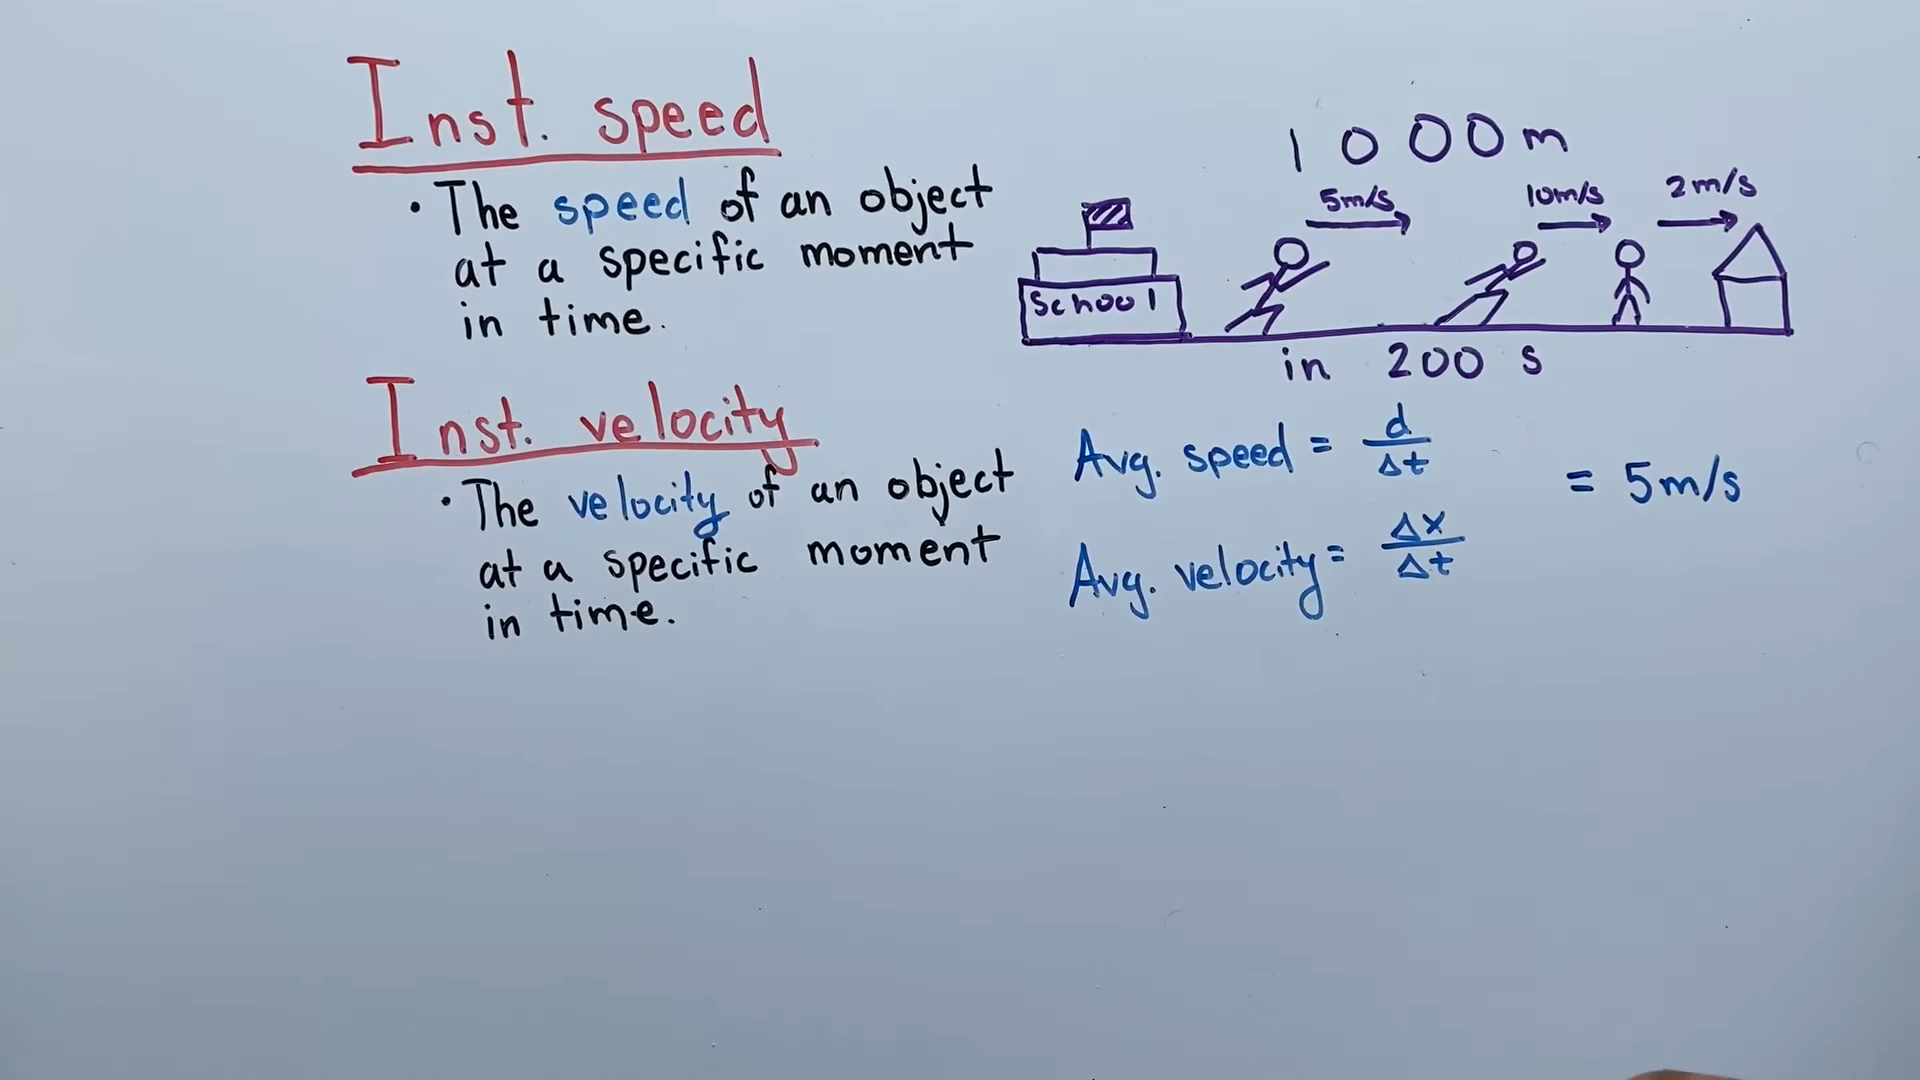 Inst. speed
• The speed of an object
at a specific moment
in time.
Inst. velocity
• The velocity of an object
at a specific moment
in time.
1000m
5m/s
10m/s
2m/s
School
in 200 s
Avg. speed = d/Δt
= 5m/s
Avg. velocity = Δx/Δt